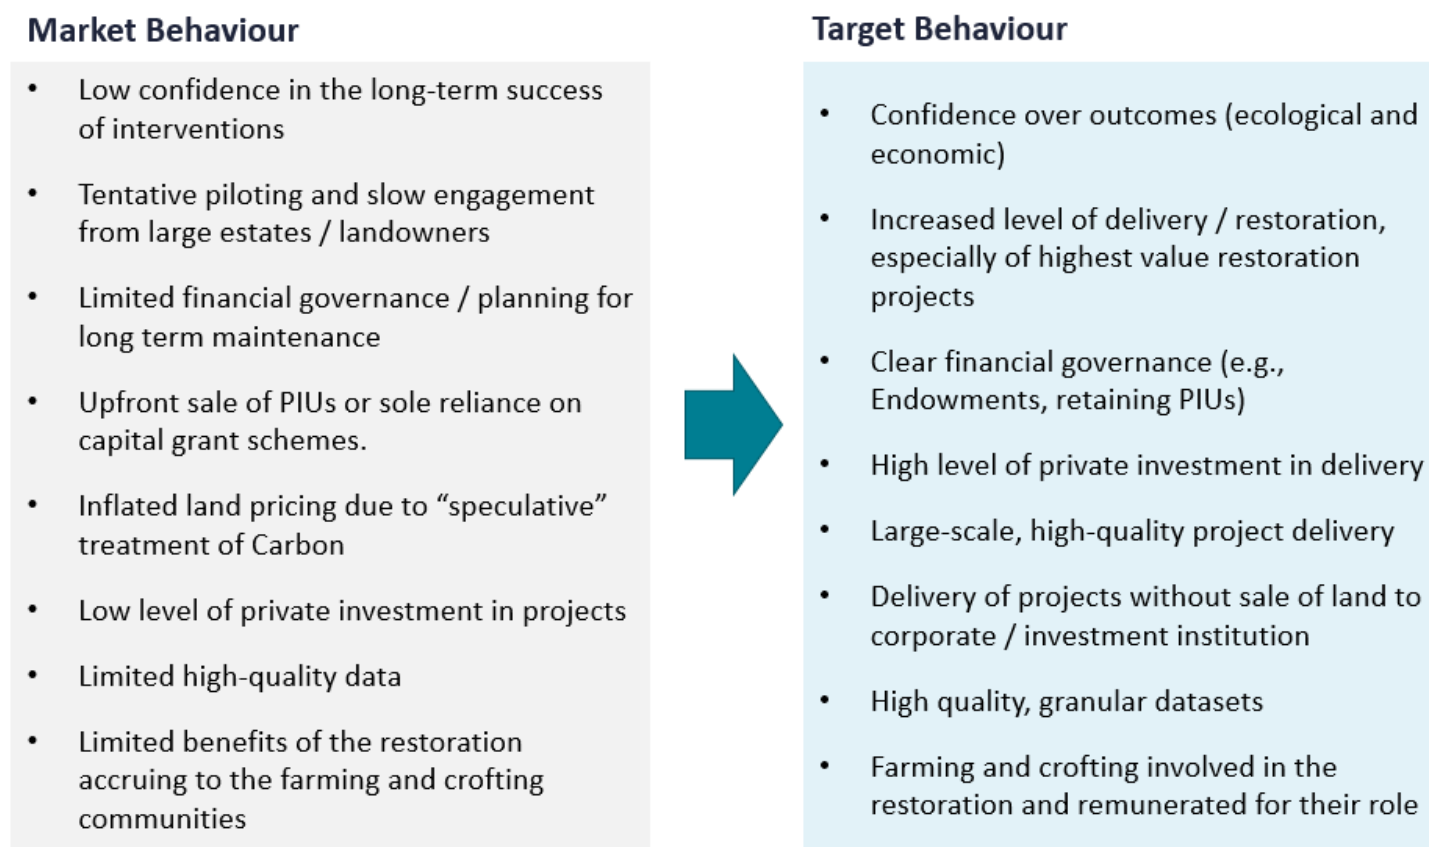 Market Behaviour
• Low confidence in the long-term success
of interventions
• Tentative piloting and slow engagement
from large estates / landowners
• Limited financial governance / planning for
long term maintenance
• Upfront sale of PIUs or sole reliance on
capital grant schemes.
• Inflated land pricing due to “speculative”
treatment of Carbon
• Low level of private investment in projects
• Limited high-quality data
• Limited benefits of the restoration
accruing to the farming and crofting
communities
Target Behaviour
• Confidence over outcomes (ecological and
economic)
• Increased level of delivery / restoration,
especially of highest value restoration
projects
• Clear financial governance (e.g.,
Endowments, retaining PIUs)
• High level of private investment in delivery
• Large-scale, high-quality project delivery
• Delivery of projects without sale of land to
corporate / investment institution
• High quality, granular datasets
• Farming and crofting involved in the
restoration and remunerated for their role